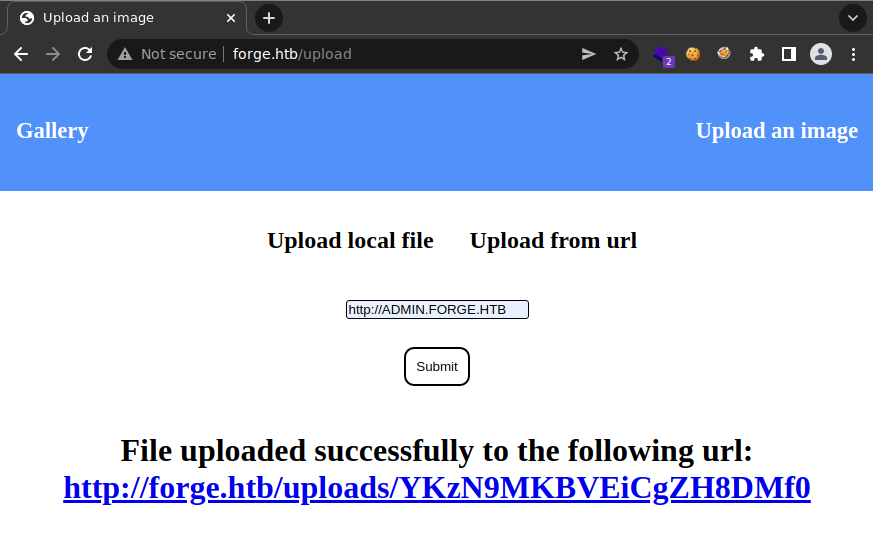 Upload an image
Not secure | forge.htb/upload
2
Gallery
Upload an image
Upload local file Upload from url
http://ADMIN.FORGE.HTB
Submit
File uploaded successfully to the following url:
http://forge.htb/uploads/YKzN9MKBVEiCgZH8DMf0